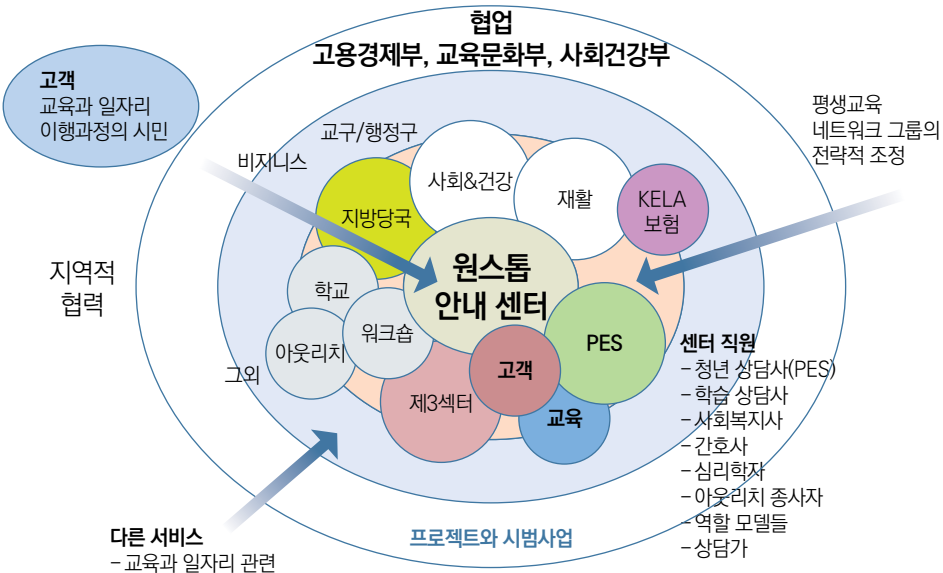 협업
고용경제부, 교육문화부, 사회건강부
고객
교육과 일자리
이행과정의 시민
평생교육
네트워크 그룹의
전략적 조정
교구/행정구
비지니스
사회&건강
재활
KELA
보험
지방당국
지역적
협력
원스톱
안내 센터
학교
워크숍
아웃리치
그외
PES
고객
제3섹터
교육
센터 직원
– 청년 상담사(PES)
– 학습 상담사
– 사회복지사
– 간호사
– 심리학자
– 아웃리치 종사자
– 역할 모델들
– 상담가
다른 서비스
– 교육과 일자리 관련
프로젝트와 시범사업